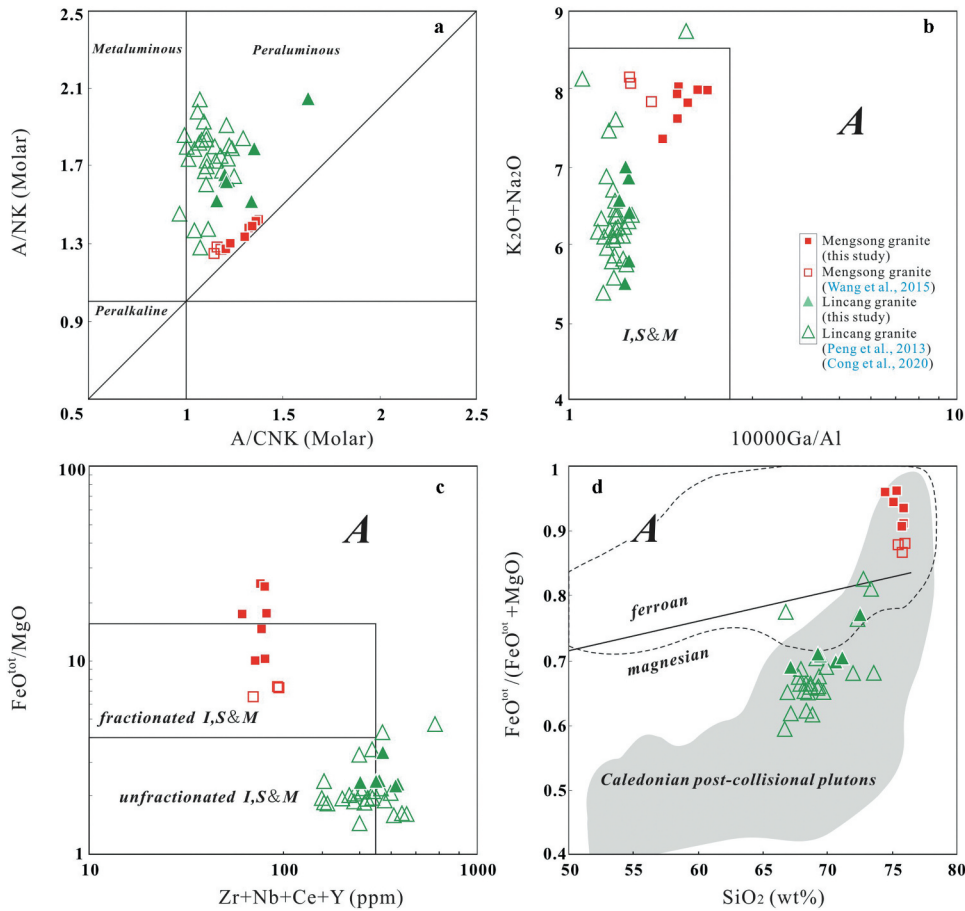 a
Metaluminous
Peraluminous
Peralkaline
A/NK (Molar)
2.5
2.1
1.7
1.3
0.9
0.5
1
1.5
2
2.5
A/CNK (Molar)
b
A
I,S&M
K₂O+Na₂O
9
8
7
6
5
4
1
10
10000Ga/Al
Mengsong granite
(this study)
Mengsong granite
(Wang et al., 2015)
Lincang granite
(this study)
Lincang granite
(Peng et al., 2013)
(Cong et al., 2020)
c
A
fractionated I,S&M
unfractionated I,S&M
FeOᵗᵒᵗ/MgO
100
10
1
10
100
1000
Zr+Nb+Ce+Y (ppm)
d
A
ferroan
magnesian
Caledonian post-collisional plutons
FeOᵗᵒᵗ/(FeOᵗᵒᵗ+MgO)
1
0.9
0.8
0.7
0.6
0.5
0.4
50
55
60
65
70
75
80
SiO₂ (wt%)